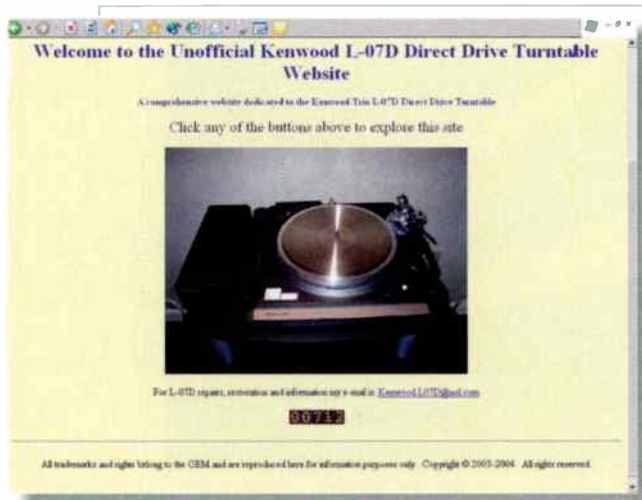 Welcome to the Unofficial Kenwood L-07D Direct Drive Turntable
Website
A comprehensive website dedicated to the Kenwood Trio L-07D Direct Drive Turntable
Click any of the buttons above to explore this site
For L-07D repairs, restoration and information my e-mail is KenwoodL07D@aol.com
00712
All trademarks and rights belong to the OEM and are reproduced here for information purposes only. Copyright © 2003-2004 All rights reserved.